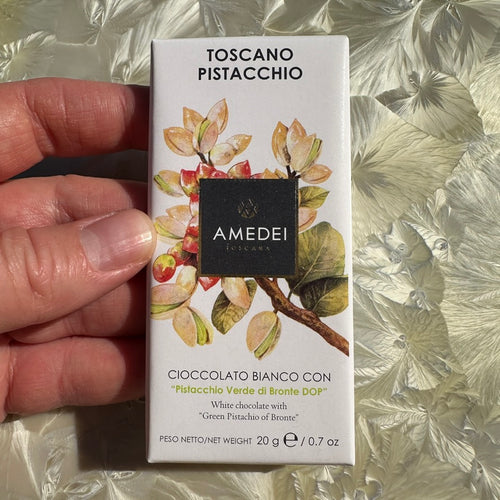 TOSCANO
PISTACCHIO
AMEDEI
TOSCANA
CIOCCOLATO BIANCO CON
"Pistacchio Verde di Bronte DOP"
White chocolate with
"Green Pistachio of Bronte"
PESO NETTO/NET WEIGHT 20 g ℮ / 0.7 oz